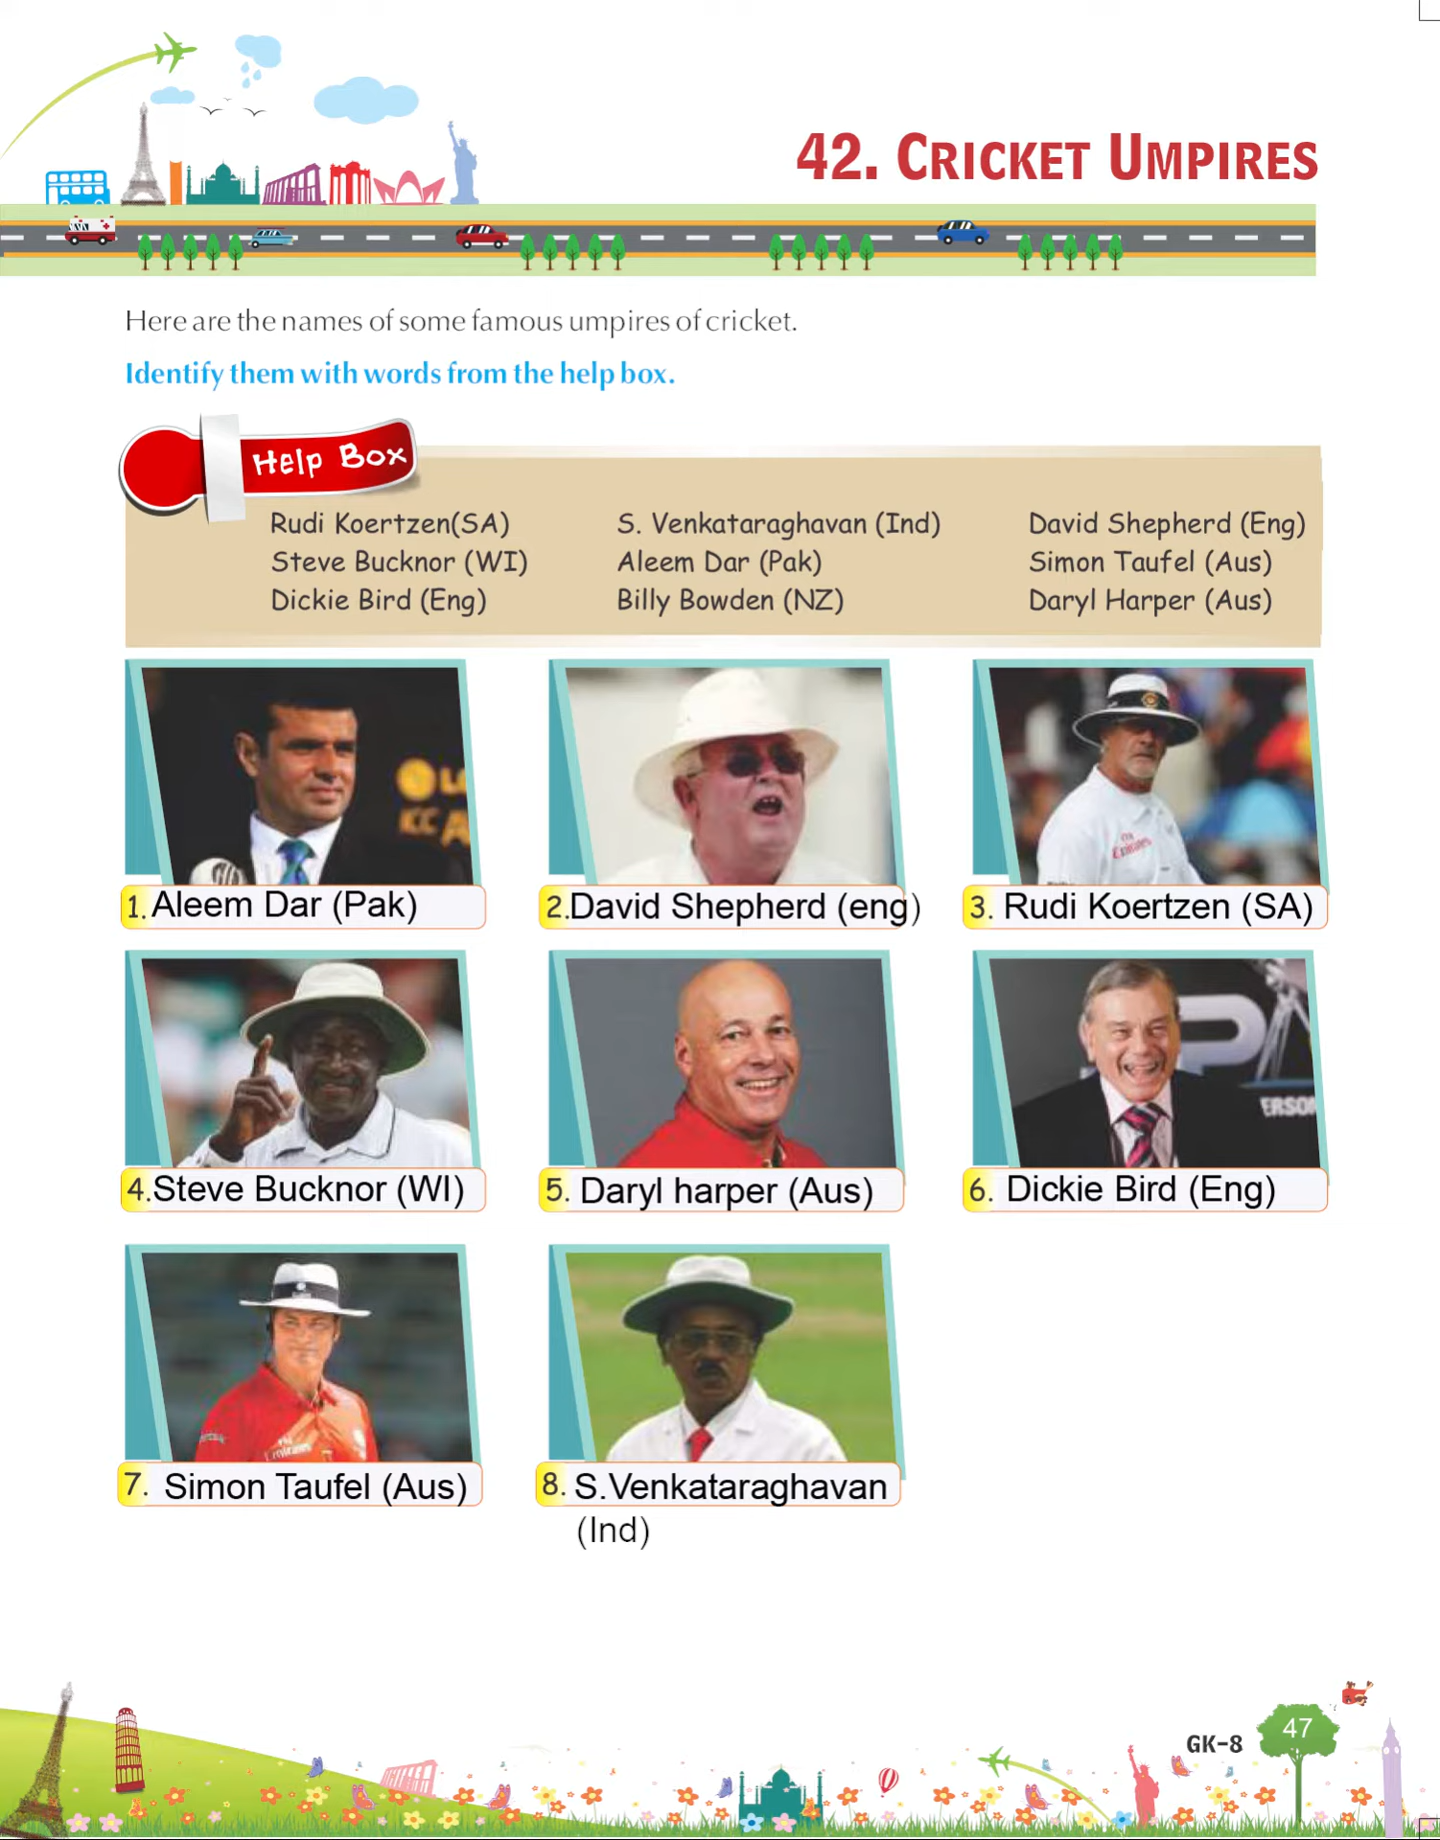 42. CRICKET UMPIRES
Here are the names of some famous umpires of cricket.
Identify them with words from the help box.
Help Box
Rudi Koertzen(SA) S. Venkataraghavan (Ind) David Shepherd (Eng)
Steve Bucknor (WI) Aleem Dar (Pak) Simon Taufel (Aus)
Dickie Bird (Eng) Billy Bowden (NZ) Daryl Harper (Aus)
1. Aleem Dar (Pak) 2.David Shepherd (eng) 3. Rudi Koertzen (SA)
Emirates
ERSON
4.Steve Bucknor (WI) 5. Daryl harper (Aus) 6. Dickie Bird (Eng)
Emirates
7. Simon Taufel (Aus) 8. S.Venkataraghavan
(Ind)
GK-8 47